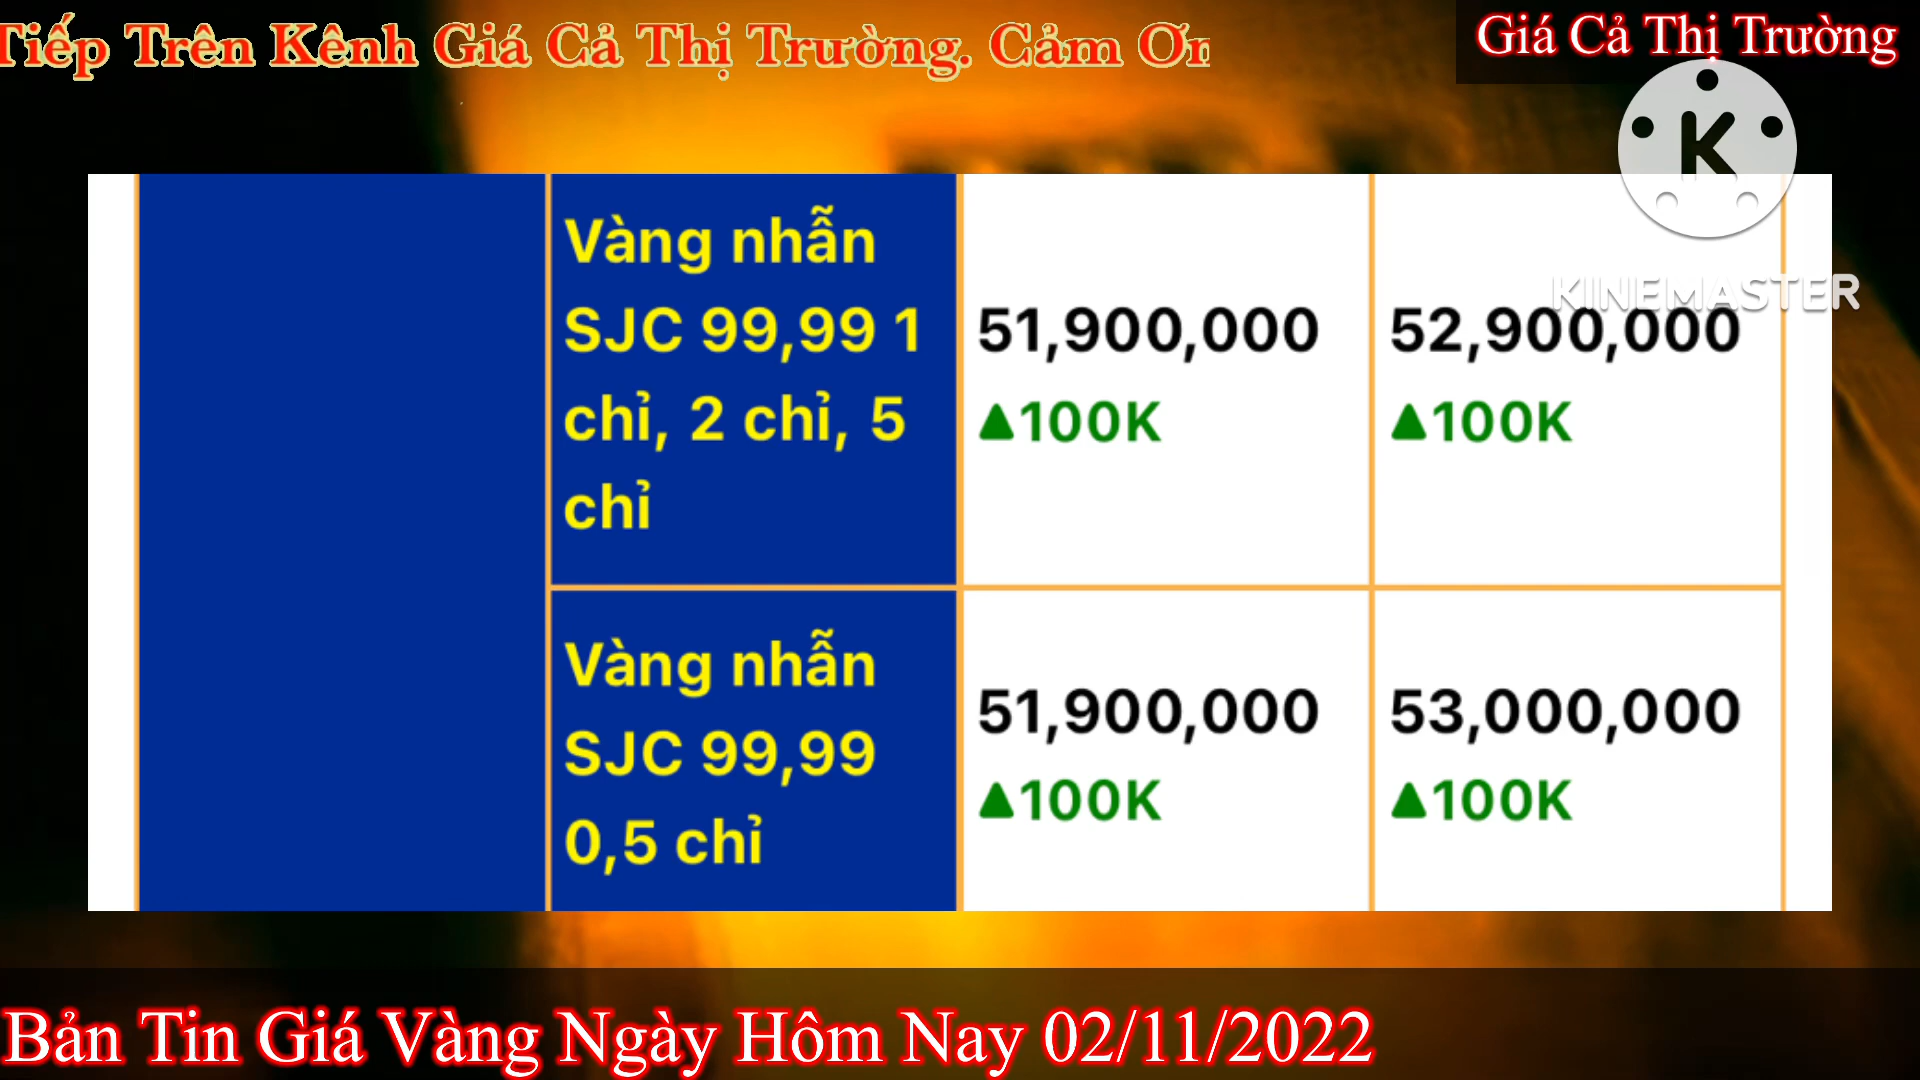 Tiếp Trên Kênh Giá Cả Thị Trường. Cảm Ơn
Giá Cả Thị Trường
K
KINEMASTER
Vàng nhẫn
SJC 99,99 1
chỉ, 2 chỉ, 5
chỉ
51,900,000
▲100K
52,900,000
▲100K
Vàng nhẫn
SJC 99,99
0,5 chỉ
51,900,000
▲100K
53,000,000
▲100K
Bản Tin Giá Vàng Ngày Hôm Nay 02/11/2022